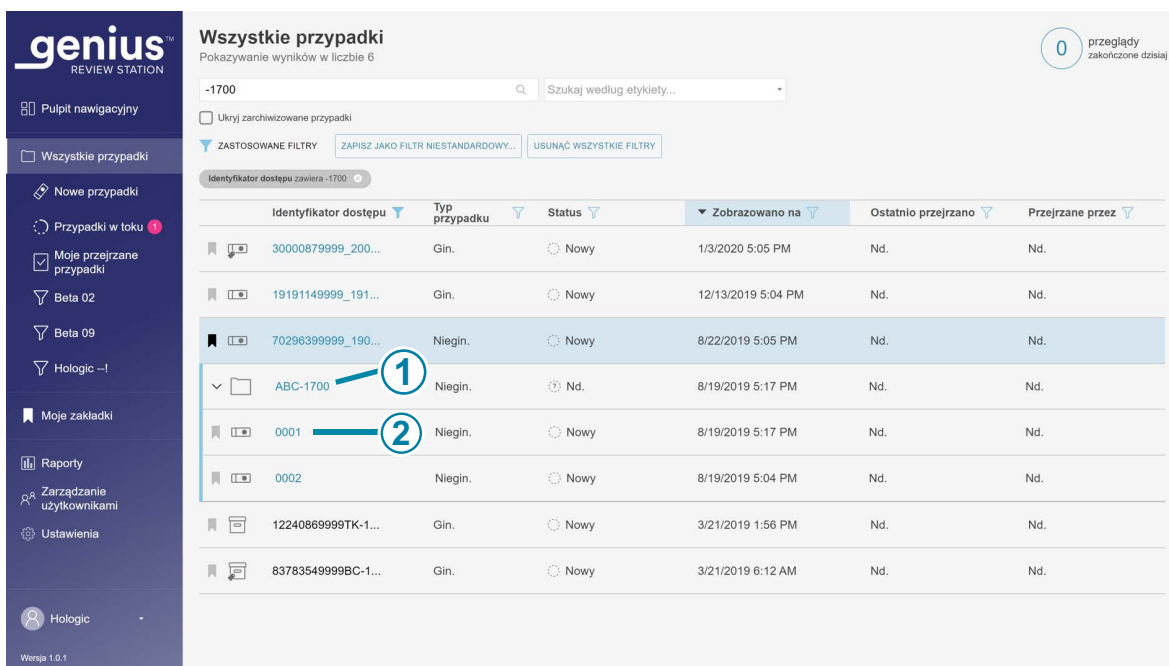 genius™
REVIEW STATION
Pulpit nawigacyjny
Wszystkie przypadki
Nowe przypadki
Przypadki w toku 1
Moje przejrzane
przypadki
Beta 02
Beta 09
Hologic --!
Moje zakładki
Raporty
Zarządzanie
użytkownikami
Ustawienia
Hologic
Wersja 1.0.1
Wszystkie przypadki
Pokazywanie wyników w liczbie 6
0 przeglądy
zakończone dzisiaj
-1700 Szukaj według etykiety...
Ukryj zarchiwizowane przypadki
ZASTOSOWANE FILTRY ZAPISZ JAKO FILTR NIESTANDARDOWY... USUNĄĆ WSZYSTKIE FILTRY
Identyfikator dostępu zawiera -1700
Identyfikator dostępu Typ przypadku Status Zobrazowano na Ostatnio przejrzano Przejrzane przez
30000879999_200... Gin. Nowy 1/3/2020 5:05 PM Nd. Nd.
19191149999_191... Gin. Nowy 12/13/2019 5:04 PM Nd. Nd.
70296399999_190... Niegin. Nowy 8/22/2019 5:05 PM Nd. Nd.
ABC-1700 1 Niegin. ? Nd. 8/19/2019 5:17 PM Nd. Nd.
0001 2 Niegin. Nowy 8/19/2019 5:17 PM Nd. Nd.
0002 Niegin. Nowy 8/19/2019 5:04 PM Nd. Nd.
12240869999TK-1... Gin. Nowy 3/21/2019 1:56 PM Nd. Nd.
83783549999BC-1... Gin. Nowy 3/21/2019 6:12 AM Nd. Nd.